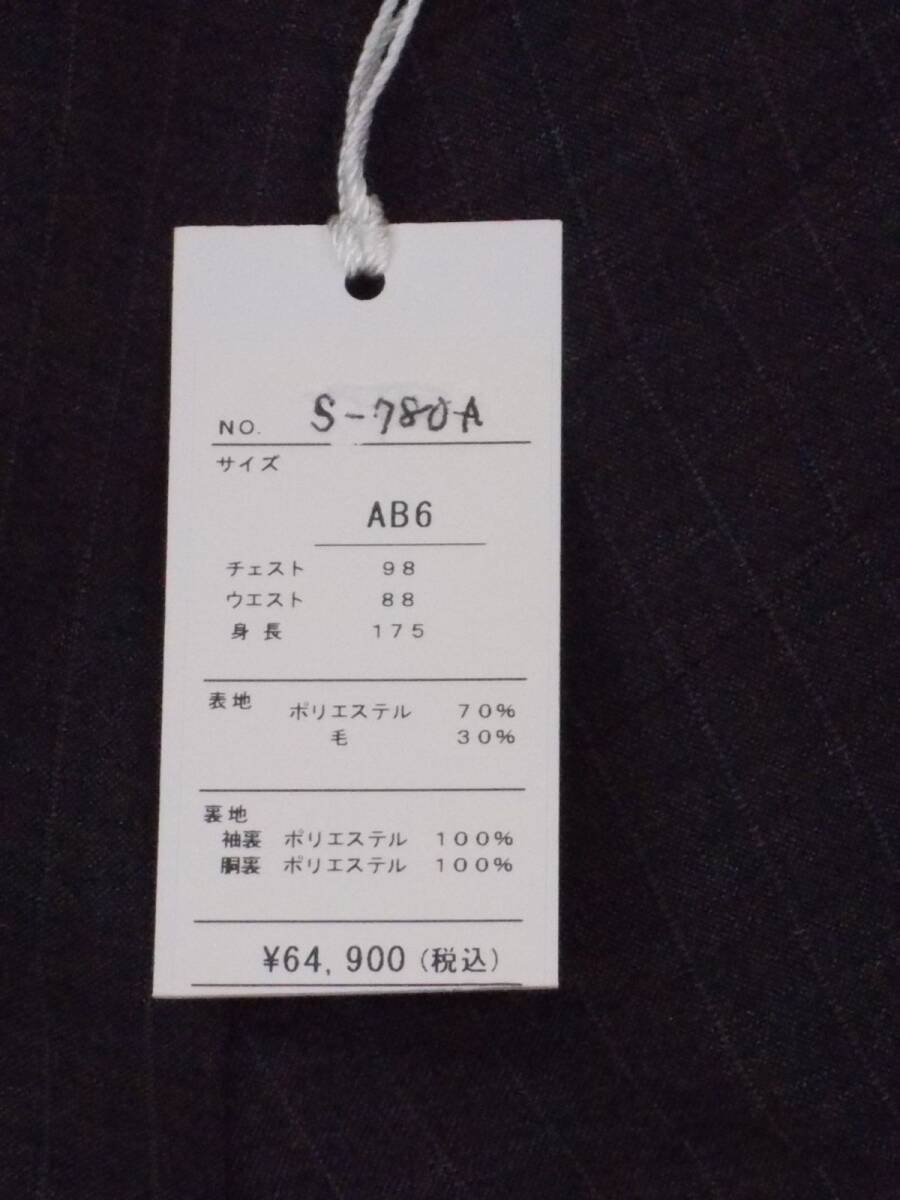 NO. S-780A
サイズ
AB6
チェスト 98
ウエスト 88
身長 175
表地
ポリエステル 70%
毛 30%
裏地
袖裏 ポリエステル 100%
胴裏 ポリエステル 100%
¥64,900(税込)